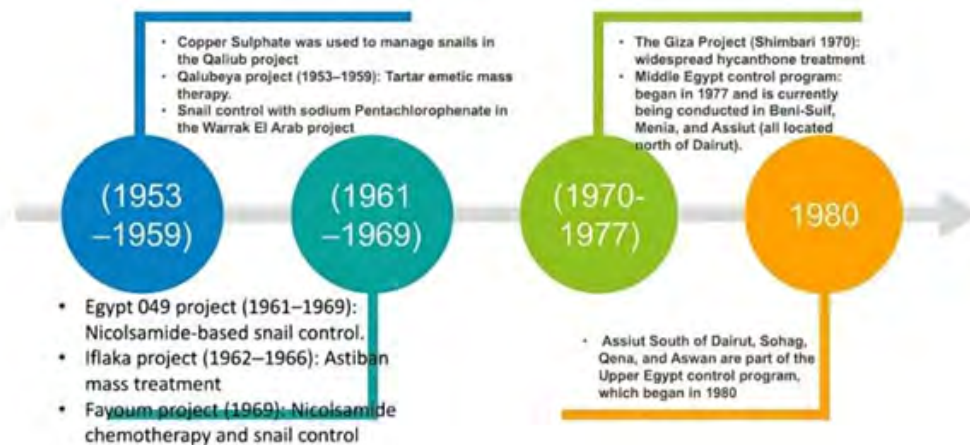 • Copper Sulphate was used to manage snails in
the Qaliub project
• Qalubeya project (1953–1959): Tartar emetic mass
therapy.
• Snail control with sodium Pentachlorophenate in
the Warrak El Arab project
• The Giza Project (Shimbari 1970):
widespread hycanthone treatment
• Middle Egypt control program:
began in 1977 and is currently
being conducted in Beni-Suif,
Menia, and Assiut (all located
north of Dairut).
(1953
–1959)
(1961
–1969)
(1970-
1977)
1980
• Egypt 049 project (1961–1969):
Nicolsamide-based snail control.
• Iflaka project (1962–1966): Astiban
mass treatment
• Fayoum project (1969): Nicolsamide
chemotherapy and snail control
• Assiut South of Dairut, Sohag,
Qena, and Aswan are part of the
Upper Egypt control program,
which began in 1980